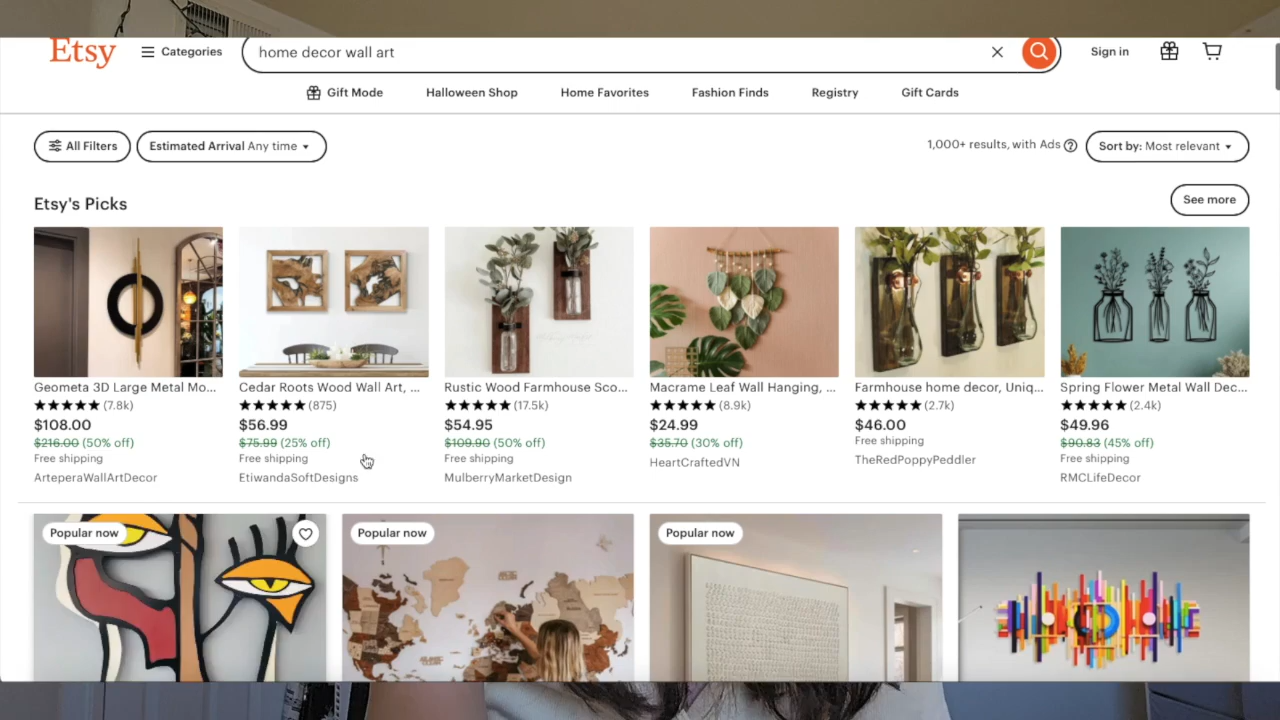 Etsy
Categories
home decor wall art
Sign in
Gift Mode
Halloween Shop
Home Favorites
Fashion Finds
Registry
Gift Cards
All Filters
Estimated Arrival Any time
1,000+ results, with Ads
Sort by: Most relevant
Etsy's Picks
See more
Geometa 3D Large Metal Mo...
(7.8k)
$108.00
$216.00 (50% off)
Free shipping
ArteperaWallArtDecor
Cedar Roots Wood Wall Art, ...
(875)
$56.99
$75.99 (25% off)
Free shipping
EtiwandaSoftDesigns
Rustic Wood Farmhouse Sco...
(17.5k)
$54.95
$109.90 (50% off)
Free shipping
MulberryMarketDesign
Macrame Leaf Wall Hanging, ...
(8.9k)
$24.99
$35.70 (30% off)
HeartCraftedVN
Farmhouse home decor, Uniq...
(2.7k)
$46.00
Free shipping
TheRedPoppyPeddler
Spring Flower Metal Wall Dec...
(2.4k)
$49.96
$90.83 (45% off)
Free shipping
RMCLifeDecor
Popular now
Popular now
Popular now